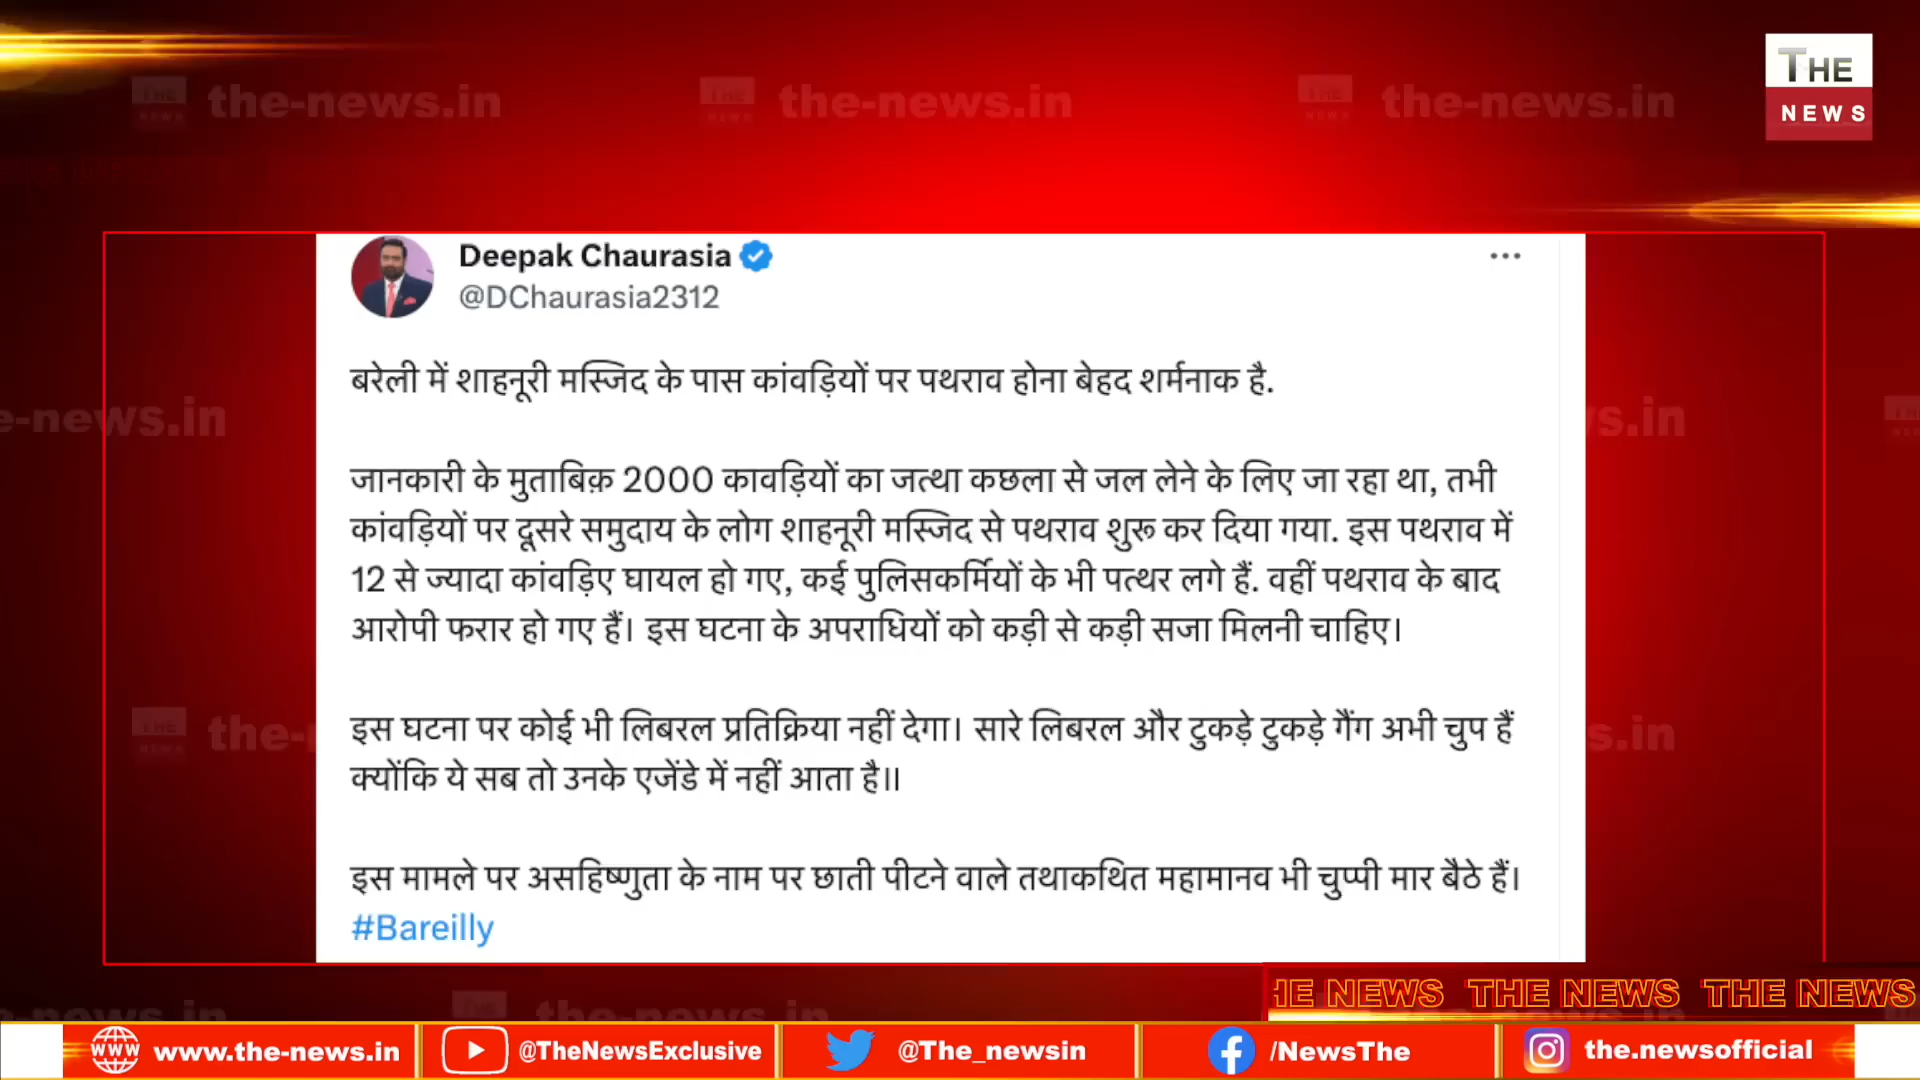 the-news.in
the-news.in
the-news.in
THE
NEWS
Deepak Chaurasia
@DChaurasia2312
बरेली में शाहनूरी मस्जिद के पास कांवड़ियों पर पथराव होना बेहद शर्मनाक है.
जानकारी के मुताबिक़ 2000 कावड़ियों का जत्था कछला से जल लेने के लिए जा रहा था, तभी
कांवड़ियों पर दूसरे समुदाय के लोग शाहनूरी मस्जिद से पथराव शुरू कर दिया गया. इस पथराव में
12 से ज्यादा कांवड़िए घायल हो गए, कई पुलिसकर्मियों के भी पत्थर लगे हैं. वहीं पथराव के बाद
आरोपी फरार हो गए हैं। इस घटना के अपराधियों को कड़ी से कड़ी सजा मिलनी चाहिए।
इस घटना पर कोई भी लिबरल प्रतिक्रिया नहीं देगा। सारे लिबरल और टुकड़े टुकड़े गैंग अभी चुप हैं
क्योंकि ये सब तो उनके एजेंडे में नहीं आता है॥
इस मामले पर असहिष्णुता के नाम पर छाती पीटने वाले तथाकथित महामानव भी चुप्पी मार बैठे हैं।
#Bareilly
THE NEWS THE NEWS
www.the-news.in
@TheNewsExclusive
@The_newsin
/NewsThe
the.newsofficial